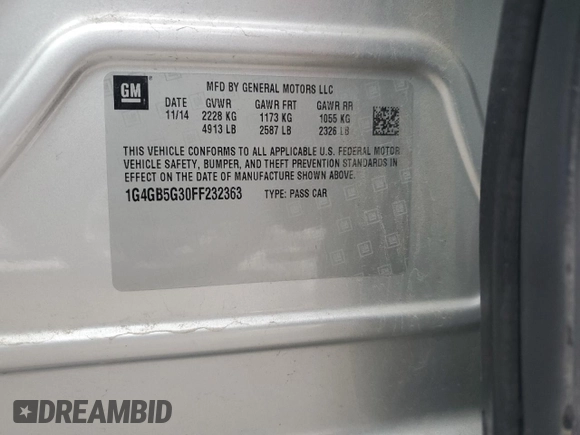 GM
MFD BY GENERAL MOTORS LLC
DATE GVWR GAWR FRT GAWR RR
11/14 2228 KG 1173 KG 1055 KG
4913 LB 2587 LB 2326 LB
THIS VEHICLE CONFORMS TO ALL APPLICABLE U.S. FEDERAL MOTOR
VEHICLE SAFETY, BUMPER, AND THEFT PREVENTION STANDARDS IN
EFFECT ON THE DATE OF MANUFACTURE SHOWN ABOVE.
1G4GB5G30FF232363 TYPE: PASS CAR
DREAMBID